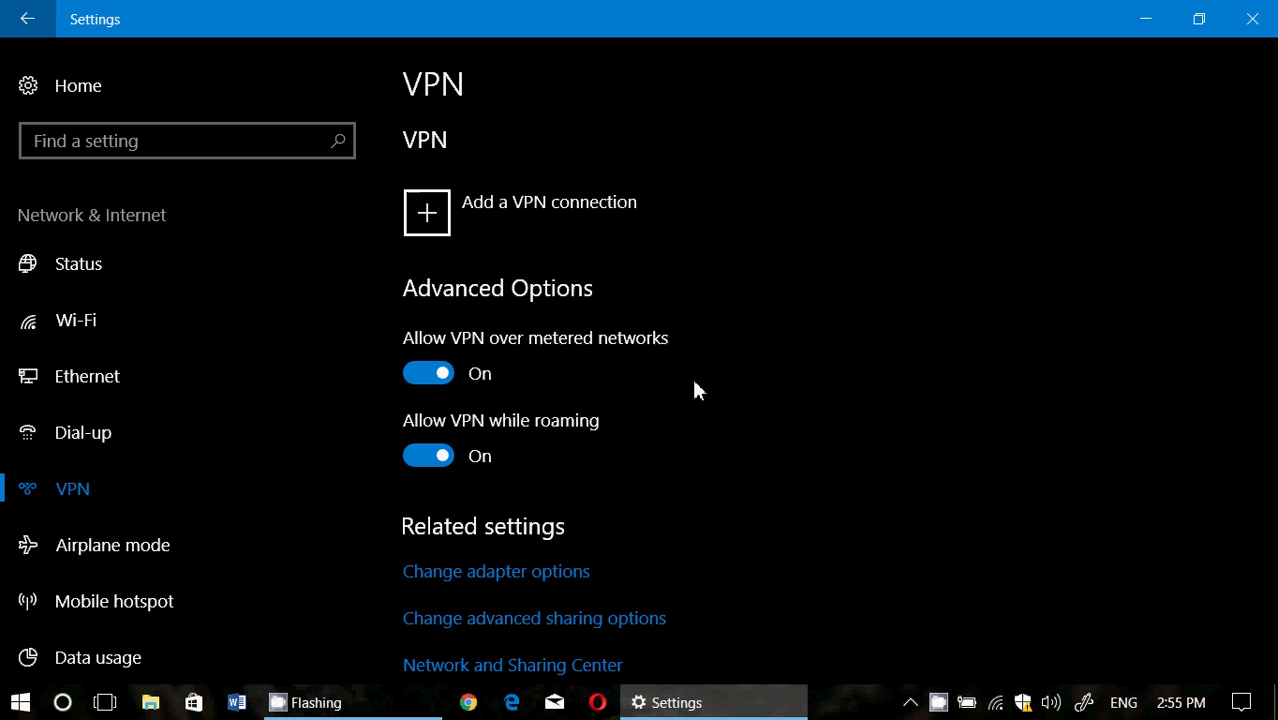 Settings
Home
Find a setting
Network & Internet
Status
Wi-Fi
Ethernet
Dial-up
VPN
Airplane mode
Mobile hotspot
Data usage
VPN
VPN
Add a VPN connection
Advanced Options
Allow VPN over metered networks
On
Allow VPN while roaming
On
Related settings
Change adapter options
Change advanced sharing options
Network and Sharing Center
Flashing
Settings
ENG
2:55 PM